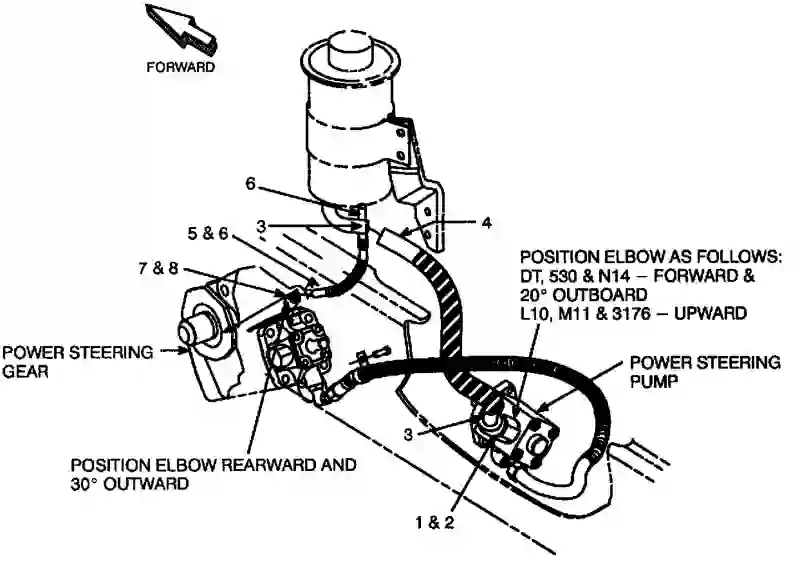 FORWARD
6
3
4
5 & 6
7 & 8
POSITION ELBOW AS FOLLOWS:
DT, 530 & N14 – FORWARD &
20° OUTBOARD
L10, M11 & 3176 – UPWARD
POWER STEERING
GEAR
POWER STEERING
PUMP
3
POSITION ELBOW REARWARD AND
30° OUTWARD
1 & 2